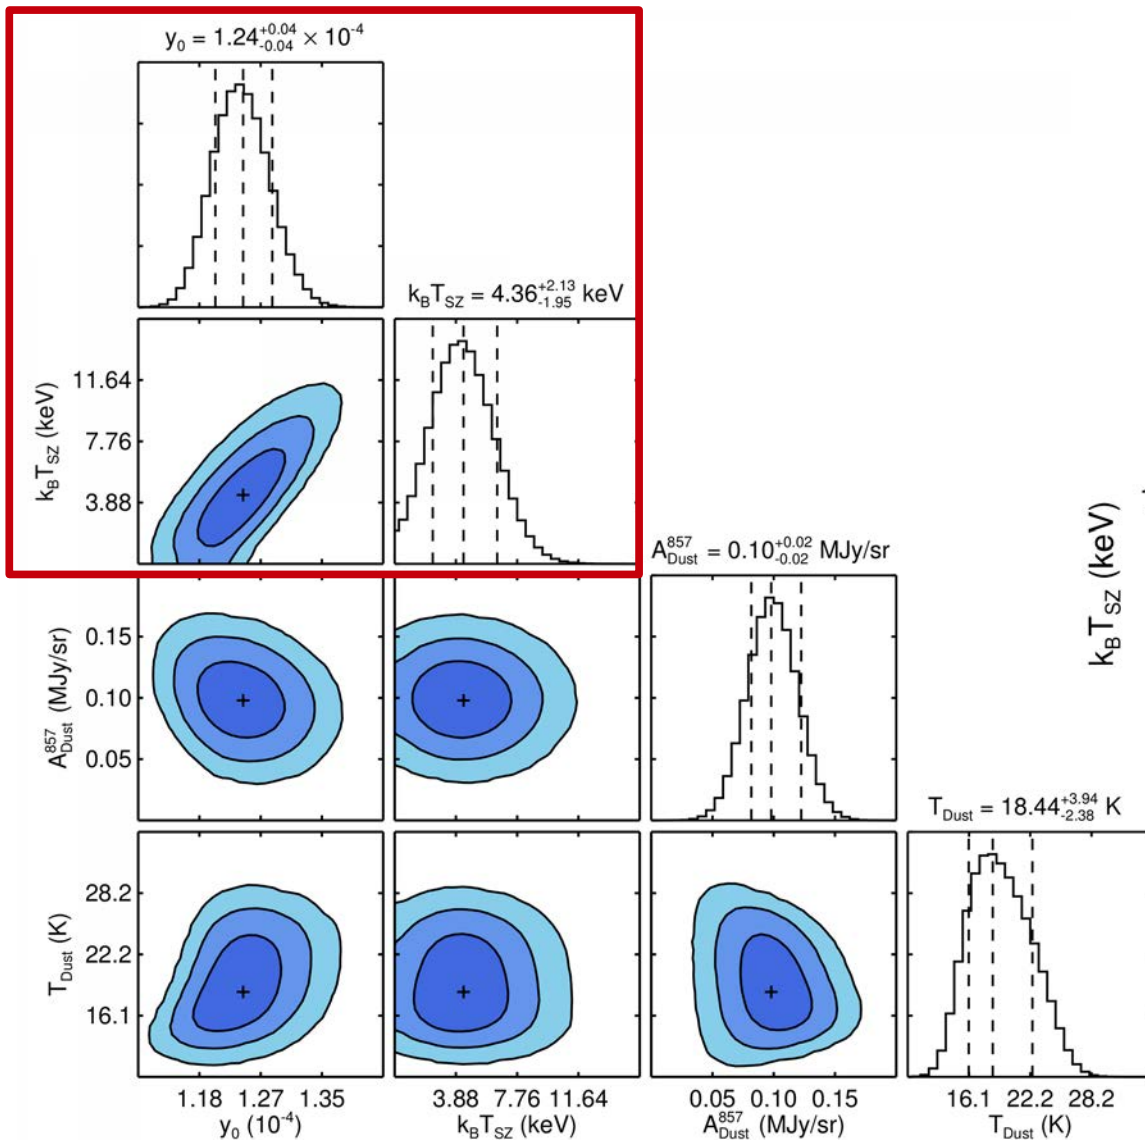 y₀ = 1.24 +0.04 -0.04 × 10⁻⁴
k_B T_SZ = 4.36 +2.13 -1.95 keV
11.64
7.76
3.88
k_B T_SZ (keV)
A_Dust^857 = 0.10 +0.02 -0.02 MJy/sr
k_B T_SZ (keV)
0.15
0.10
0.05
A_Dust^857 (MJy/sr)
T_Dust = 18.44 +3.94 -2.38 K
28.2
22.2
16.1
T_Dust (K)
1.18 1.27 1.35
3.88 7.76 11.64
0.05 0.10 0.15
16.1 22.2 28.2
y₀ (10⁻⁴)
k_B T_SZ (keV)
A_Dust^857 (MJy/sr)
T_Dust (K)